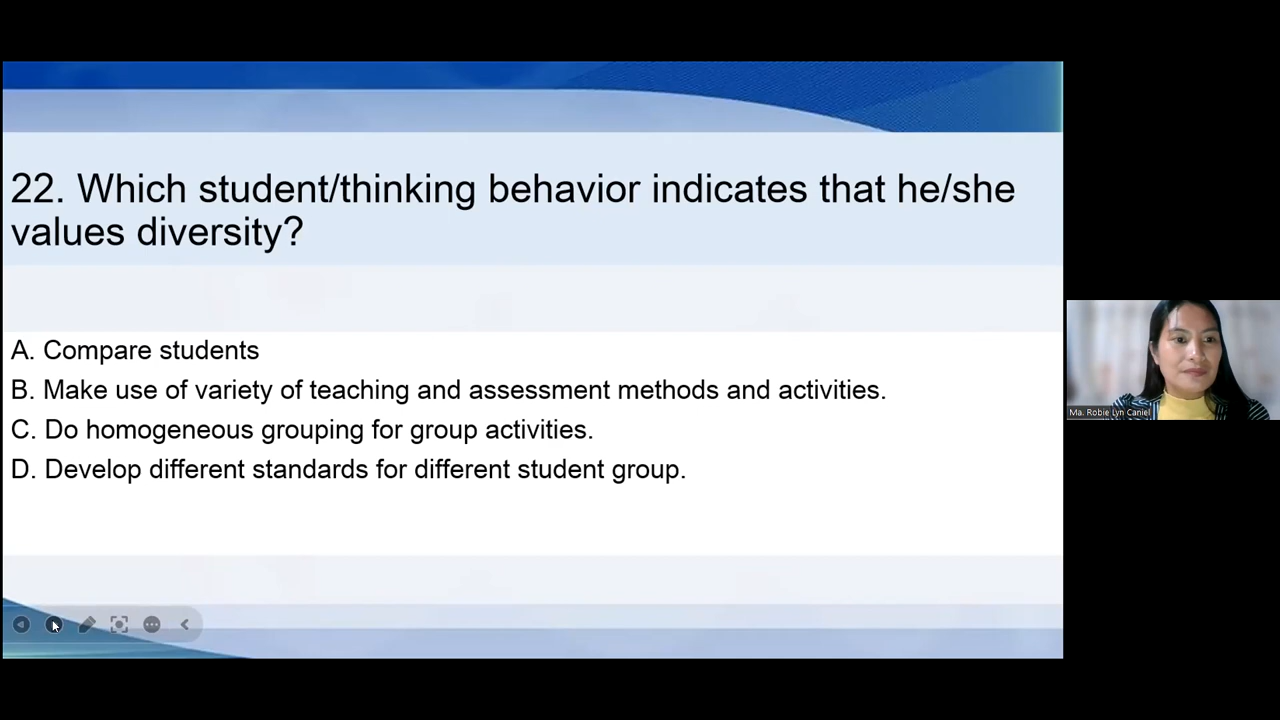 22. Which student/thinking behavior indicates that he/she
values diversity?
A. Compare students
B. Make use of variety of teaching and assessment methods and activities.
C. Do homogeneous grouping for group activities.
D. Develop different standards for different student group.
Ma. Robie Lyn Caniel